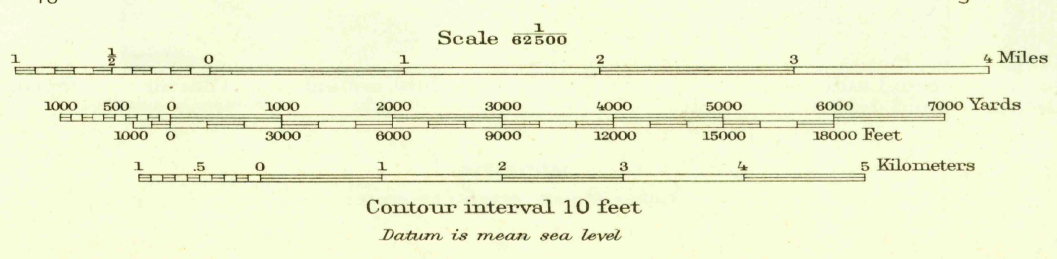 Scale 1/62500
1 ½ 0 1 2 3 4 Miles
1000 500 0 1000 2000 3000 4000 5000 6000 7000 Yards
1000 0 3000 6000 9000 12000 15000 18000 Feet
1 .5 0 1 2 3 4 5 Kilometers
Contour interval 10 feet
Datum is mean sea level